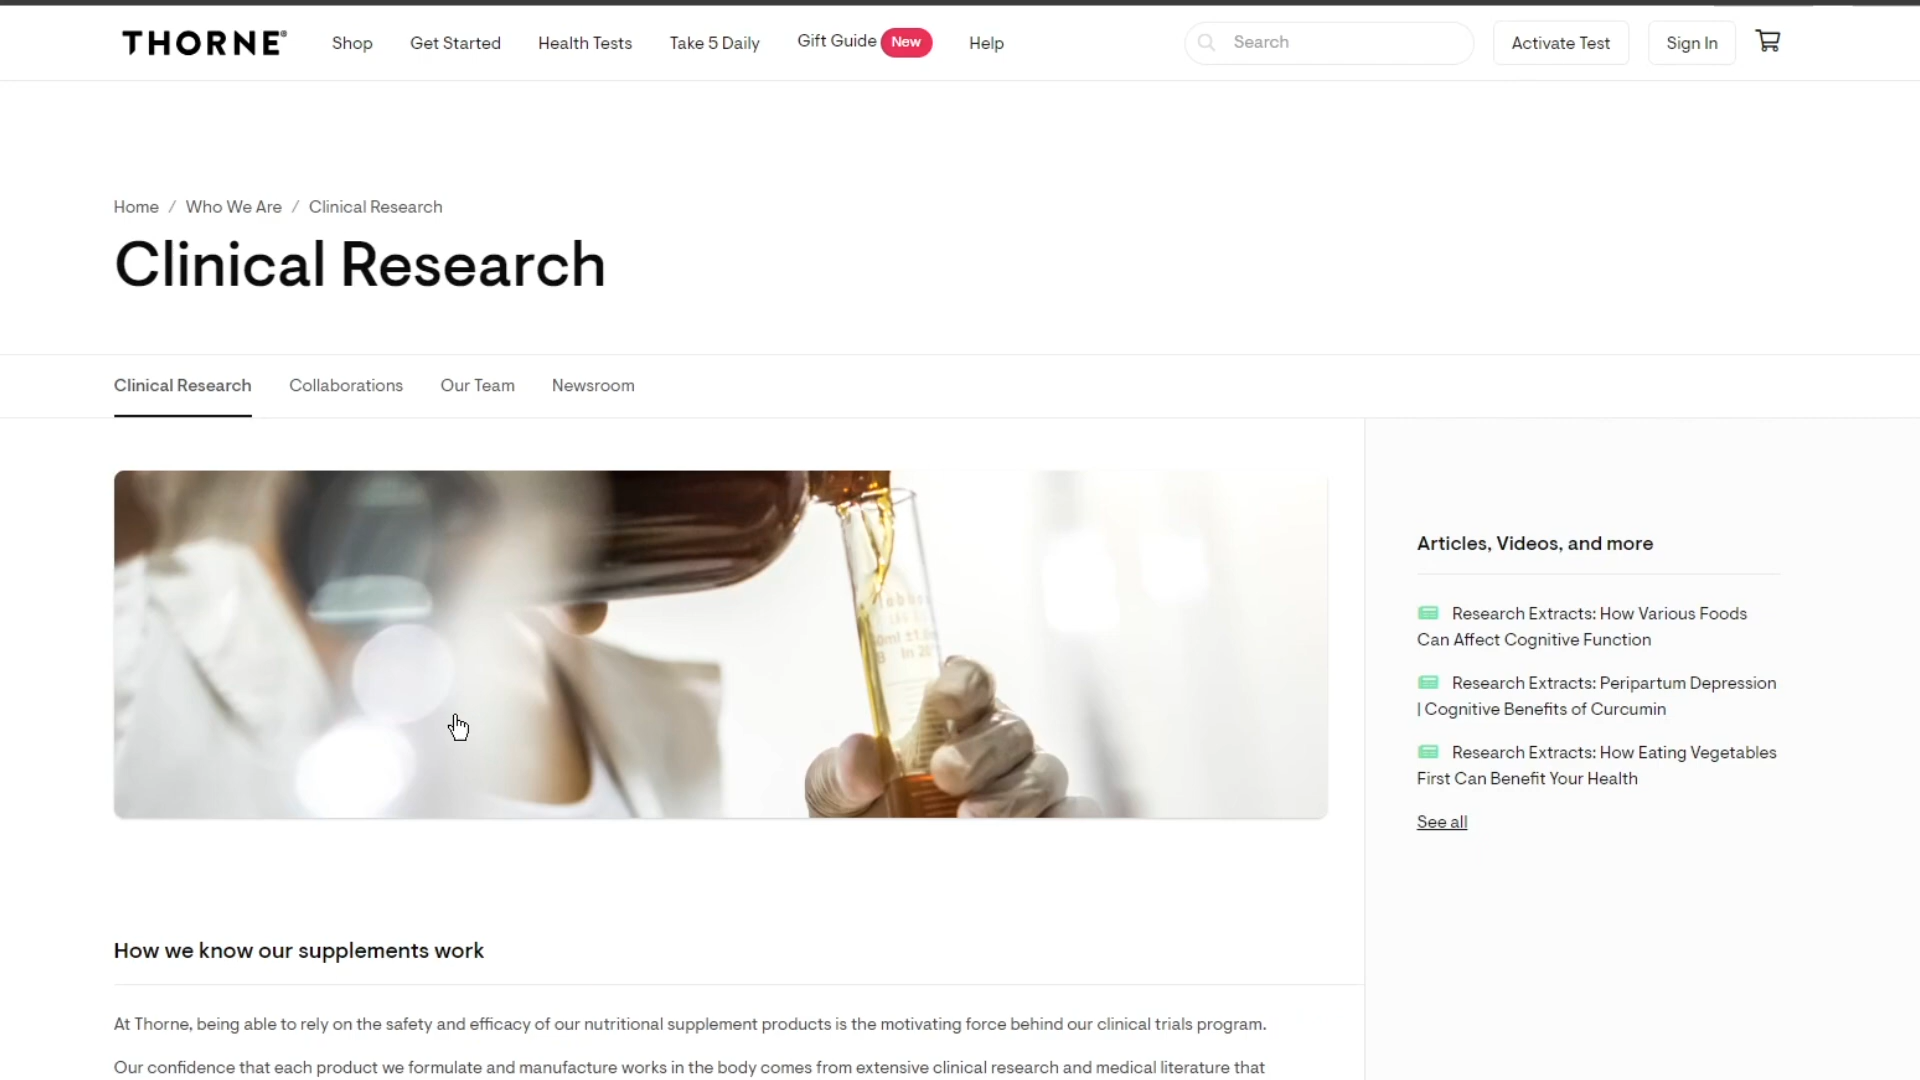 THORNE
Shop
Get Started
Health Tests
Take 5 Daily
Gift Guide New
Help
Search
Activate Test
Sign In
Home / Who We Are / Clinical Research
Clinical Research
Clinical Research
Collaborations
Our Team
Newsroom
Articles, Videos, and more
Research Extracts: How Various Foods
Can Affect Cognitive Function
Research Extracts: Peripartum Depression
| Cognitive Benefits of Curcumin
Research Extracts: How Eating Vegetables
First Can Benefit Your Health
See all
How we know our supplements work
At Thorne, being able to rely on the safety and efficacy of our nutritional supplement products is the motivating force behind our clinical trials program.
Our confidence that each product we formulate and manufacture works in the body comes from extensive clinical research and medical literature that